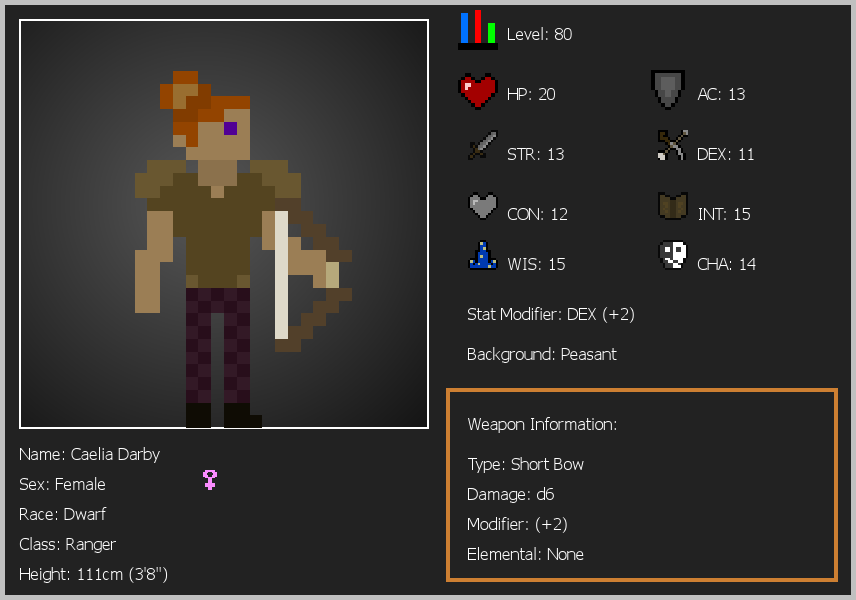 Level: 80
HP: 20
AC: 13
STR: 13
DEX: 11
CON: 12
INT: 15
WIS: 15
CHA: 14
Stat Modifier: DEX (+2)
Background: Peasant
Weapon Information:
Type: Short Bow
Damage: d6
Modifier: (+2)
Elemental: None
Name: Caelia Darby
Sex: Female
Race: Dwarf
Class: Ranger
Height: 111cm (3'8")